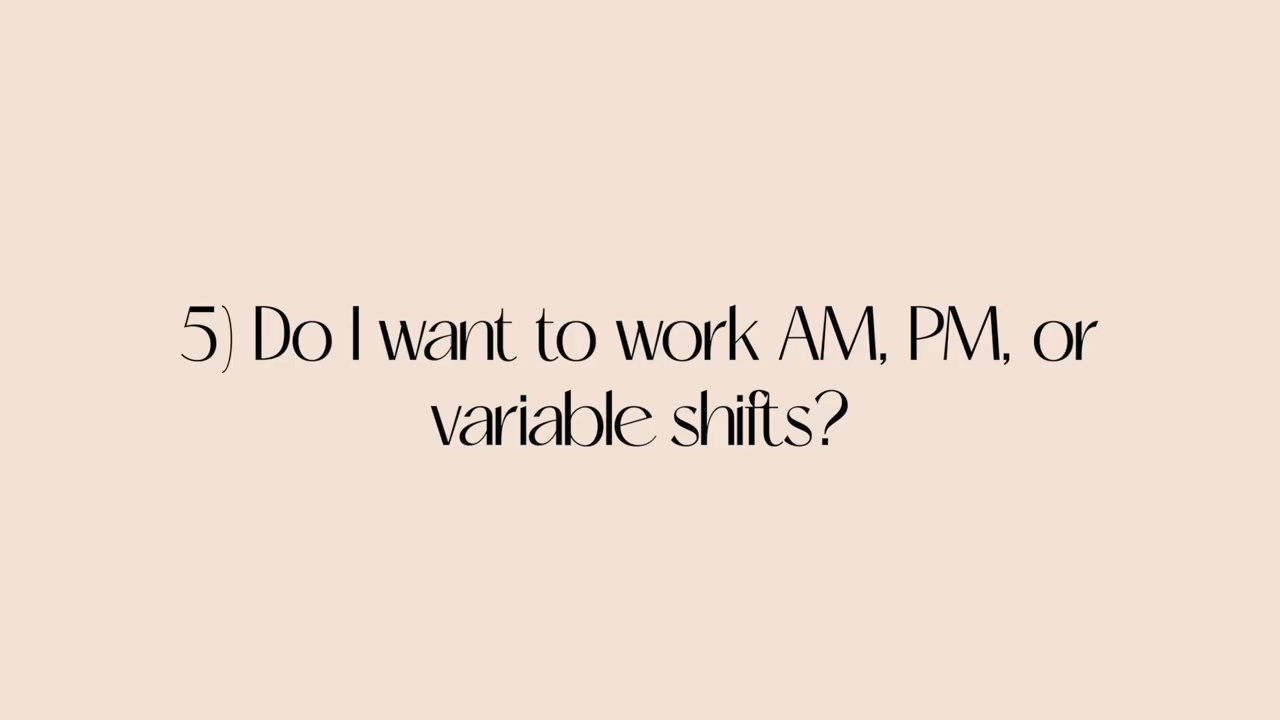 5) Do I want to work AM, PM, or
variable shifts?